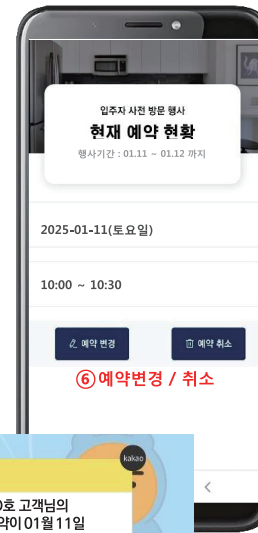 입주자 사전 방문 행사
현재 예약 현황
행사기간 : 01.11 ~ 01.12 까지
2025-01-11(토요일)
10:00 ~ 10:30
예약 변경
예약 취소
⑥예약변경 / 취소
kakao
호 고객님의
약이 01월 11일